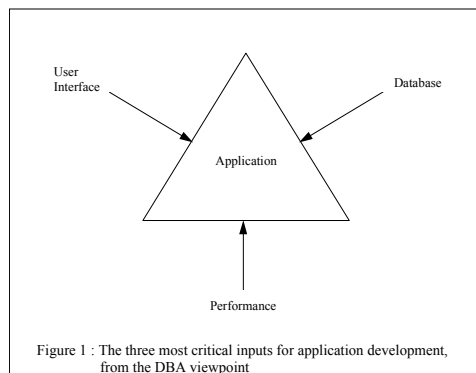 User
Interface
Database
Application
Performance
Figure 1 : The three most critical inputs for application development,
from the DBA viewpoint